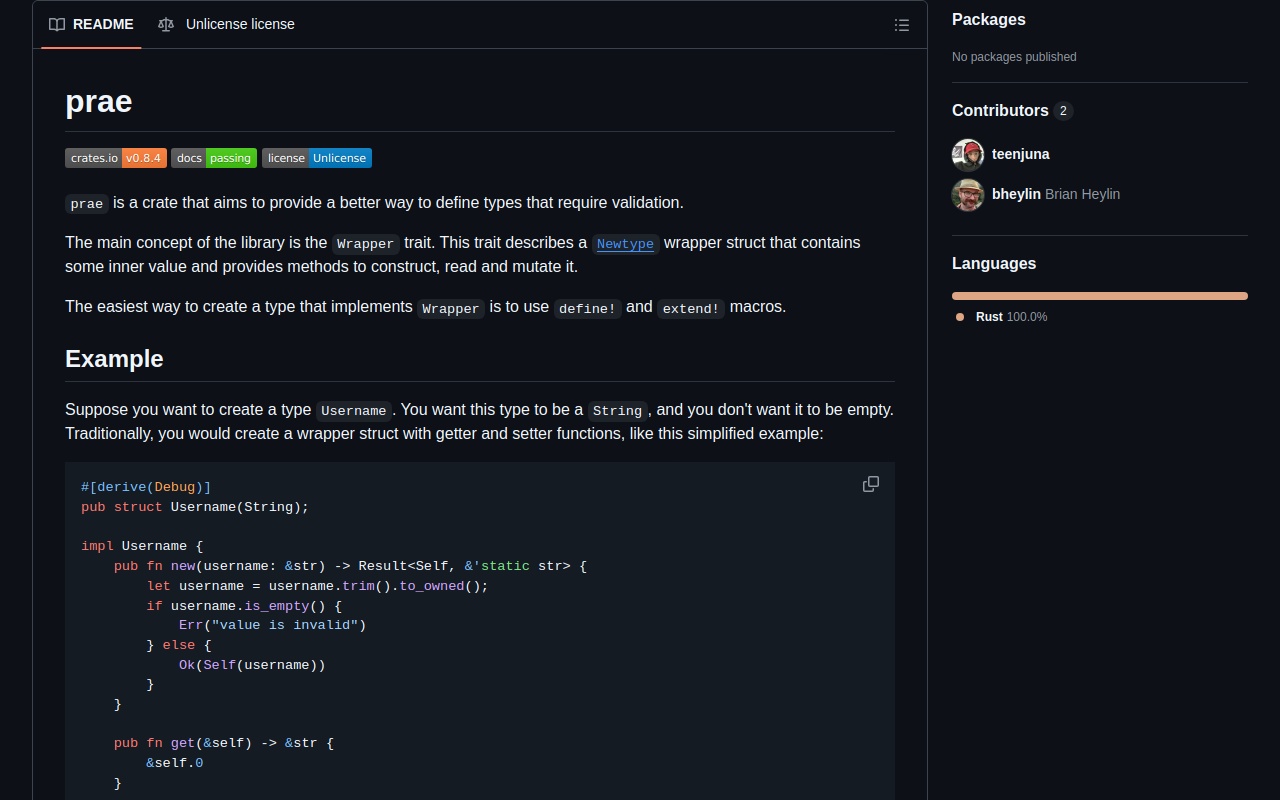 README
Unlicense license
prae
crates.io v0.8.4 docs passing license Unlicense
prae is a crate that aims to provide a better way to define types that require validation.
The main concept of the library is the Wrapper trait. This trait describes a Newtype wrapper struct that contains
some inner value and provides methods to construct, read and mutate it.
The easiest way to create a type that implements Wrapper is to use define! and extend! macros.
Example
Suppose you want to create a type Username. You want this type to be a String, and you don't want it to be empty.
Traditionally, you would create a wrapper struct with getter and setter functions, like this simplified example:
#[derive(Debug)]
pub struct Username(String);
impl Username {
    pub fn new(username: &str) -> Result<Self, &'static str> {
        let username = username.trim().to_owned();
        if username.is_empty() {
            Err("value is invalid")
        } else {
            Ok(Self(username))
        }
    }
    pub fn get(&self) -> &str {
        &self.0
    }
Packages
No packages published
Contributors 2
teenjuna
bheylin Brian Heylin
Languages
Rust 100.0%